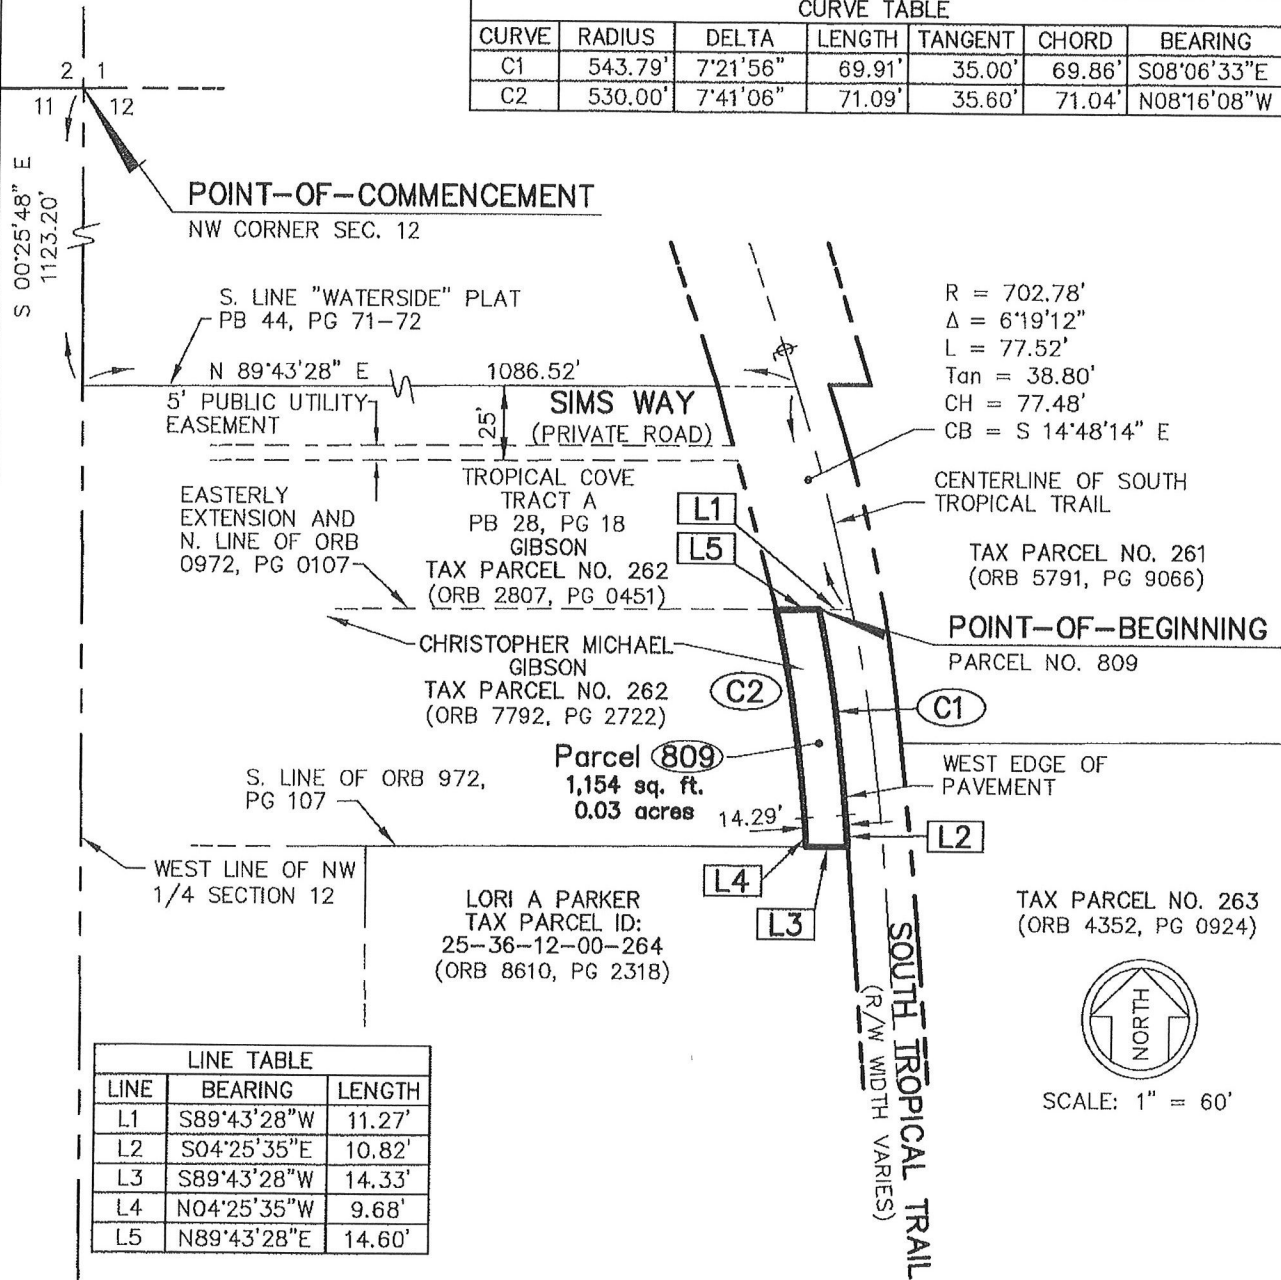 CURVE TABLE
CURVE RADIUS DELTA LENGTH TANGENT CHORD BEARING
C1 543.79' 7°21'56" 69.91' 35.00' 69.86' S08°06'33"E
C2 530.00' 7°41'06" 71.09' 35.60' 71.04' N08°16'08"W
2 1
11 12
S 00°25'48" E
1123.20'
POINT-OF-COMMENCEMENT
NW CORNER SEC. 12
S. LINE "WATERSIDE" PLAT
PB 44, PG 71-72
N 89°43'28" E 1086.52'
5' PUBLIC UTILITY
EASEMENT
25'
SIMS WAY
(PRIVATE ROAD)
R = 702.78'
Δ = 6°19'12"
L = 77.52'
Tan = 38.80'
CH = 77.48'
CB = S 14°48'14" E
CENTERLINE OF SOUTH
TROPICAL TRAIL
EASTERLY
EXTENSION AND
N. LINE OF ORB
0972, PG 0107
TROPICAL COVE
TRACT A
PB 28, PG 18
GIBSON
TAX PARCEL NO. 262
(ORB 2807, PG 0451)
L1
L5
TAX PARCEL NO. 261
(ORB 5791, PG 9066)
POINT-OF-BEGINNING
PARCEL NO. 809
CHRISTOPHER MICHAEL
GIBSON
TAX PARCEL NO. 262
(ORB 7792, PG 2722)
C2
C1
Parcel 809
1,154 sq. ft.
0.03 acres
14.29'
WEST EDGE OF
PAVEMENT
S. LINE OF ORB 972,
PG 107
L2
L4
L3
WEST LINE OF NW
1/4 SECTION 12
LORI A PARKER
TAX PARCEL ID:
25-36-12-00-264
(ORB 8610, PG 2318)
TAX PARCEL NO. 263
(ORB 4352, PG 0924)
SOUTH TROPICAL TRAIL
(R/W WIDTH VARIES)
NORTH
SCALE: 1" = 60'
LINE TABLE
LINE BEARING LENGTH
L1 S89°43'28"W 11.27'
L2 S04°25'35"E 10.82'
L3 S89°43'28"W 14.33'
L4 N04°25'35"W 9.68'
L5 N89°43'28"E 14.60'